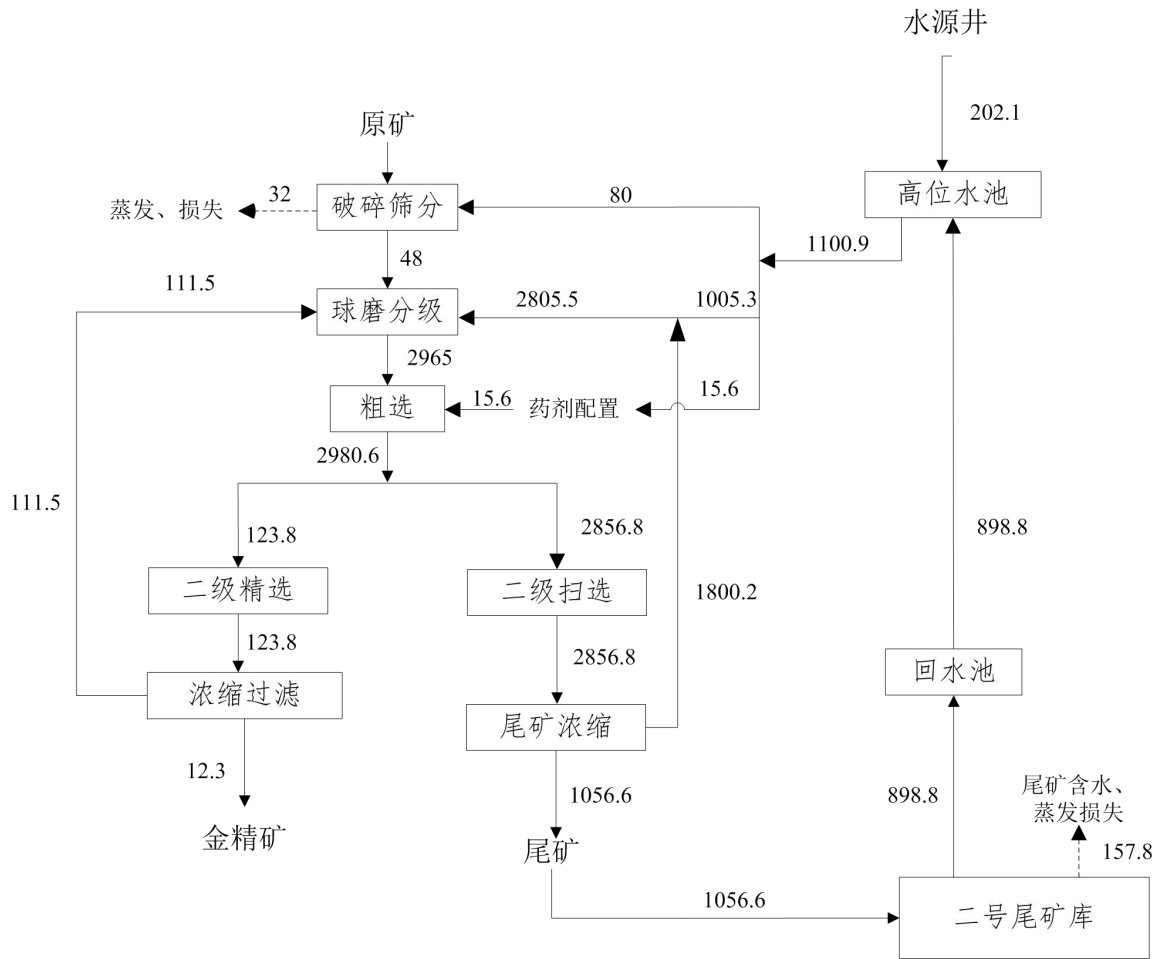 水源井
202.1
原矿
破碎筛分
32
蒸发、损失
80
高位水池
1100.9
48
111.5
球磨分级
2805.5
1005.3
2965
粗选
15.6
药剂配置
15.6
2980.6
111.5
123.8
2856.8
898.8
二级精选
二级扫选
1800.2
123.8
2856.8
回水池
浓缩过滤
尾矿浓缩
12.3
1056.6
898.8
尾矿含水、
蒸发损失
157.8
金精矿
尾矿
1056.6
二号尾矿库